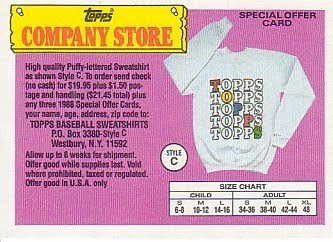 Topps
COMPANY STORE
SPECIAL OFFER
CARD
High quality Puffy-lettered Sweatshirt
as shown Style C. To order send check
(no cash) for $19.95 plus $1.50 pos-
tage and handling ($21.45 total) plus
any three 1988 Special Offer Cards,
your name, age, address, zip code to:
TOPPS BASEBALL SWEATSHIRTS
P.O. Box 3380-Style C
Westbury, N.Y. 11592
Allow up to 8 weeks for shipment.
Offer good while supplies last. Void
where prohibited, taxed or regulated.
Offer good in U.S.A. only
TOPPS
TOPPS
TOPPS
TOPPS
TOPPS
STYLE
C
SIZE CHART
CHILD ADULT
S M L S M L XL
6-8 10-12 14-16 34-36 38-40 42-44 48